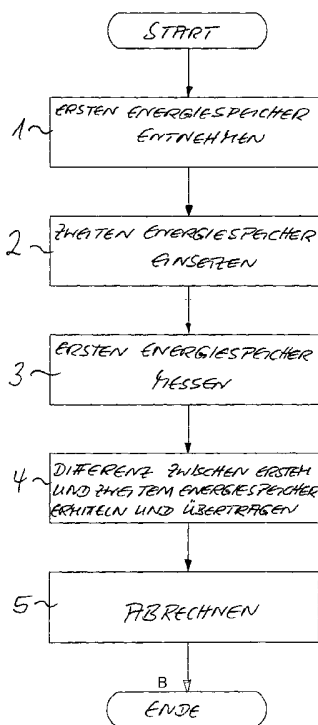 START
1 ERSTEN ENERGIESPEICHER
ENTNEHMEN
2 ZWEITEN ENERGIESPEICHER
EINSETZEN
3 ERSTEN ENERGIESPEICHER
MESSEN
4 DIFFERENZ ZWISCHEN ERSTEM
UND ZWEITEM ENERGIESPEICHER
ERMITELN UND ÜBERTRAGEN
5 ABRECHNEN
B
ENDE